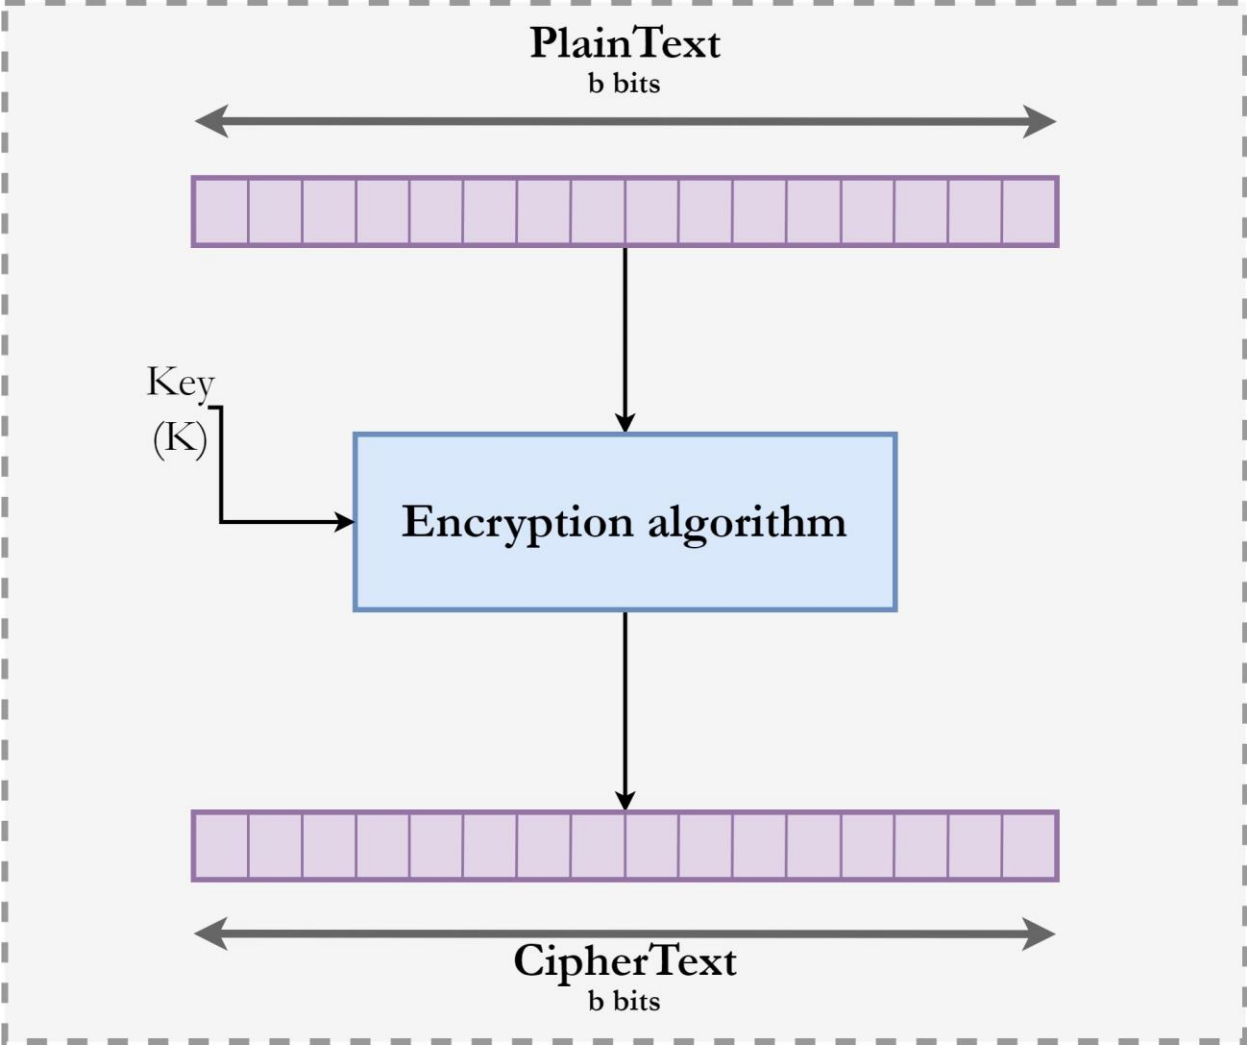 PlainText
b bits
Key
(K)
Encryption algorithm
CipherText
b bits